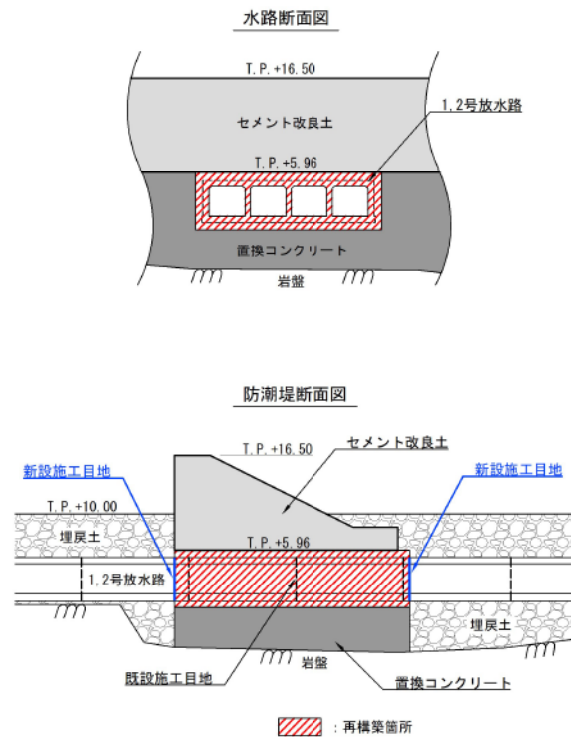 水路断面図
T.P.+16.50
セメント改良土
1,2号放水路
T.P.+5.96
置換コンクリート
岩盤
防潮堤断面図
T.P.+16.50
セメント改良土
新設施工目地
新設施工目地
T.P.+10.00
埋戻土
T.P.+5.96
1,2号放水路
埋戻土
岩盤
既設施工目地
置換コンクリート
：再構築箇所